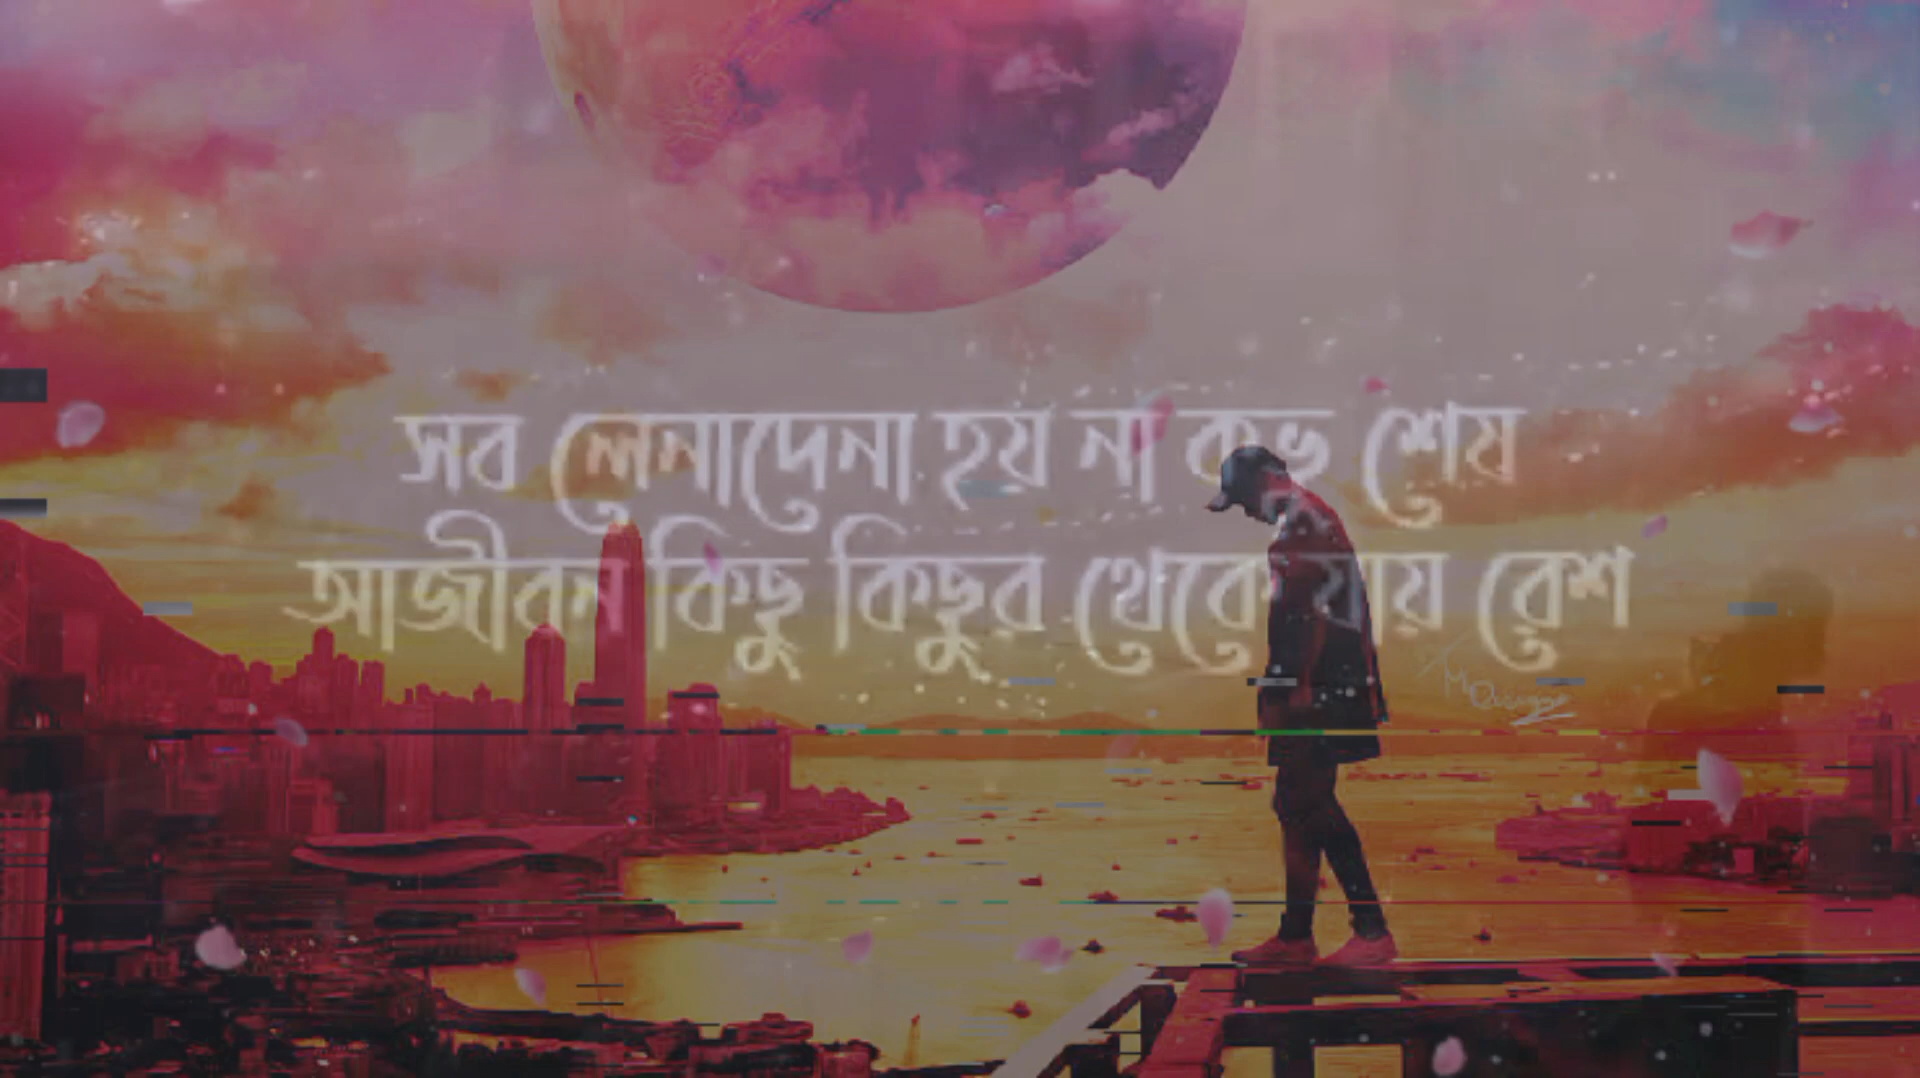 সব লেনাদেনা হয় না কভু শেষ
আজীবন কিছু কিছুর থেকে যায় রেশ